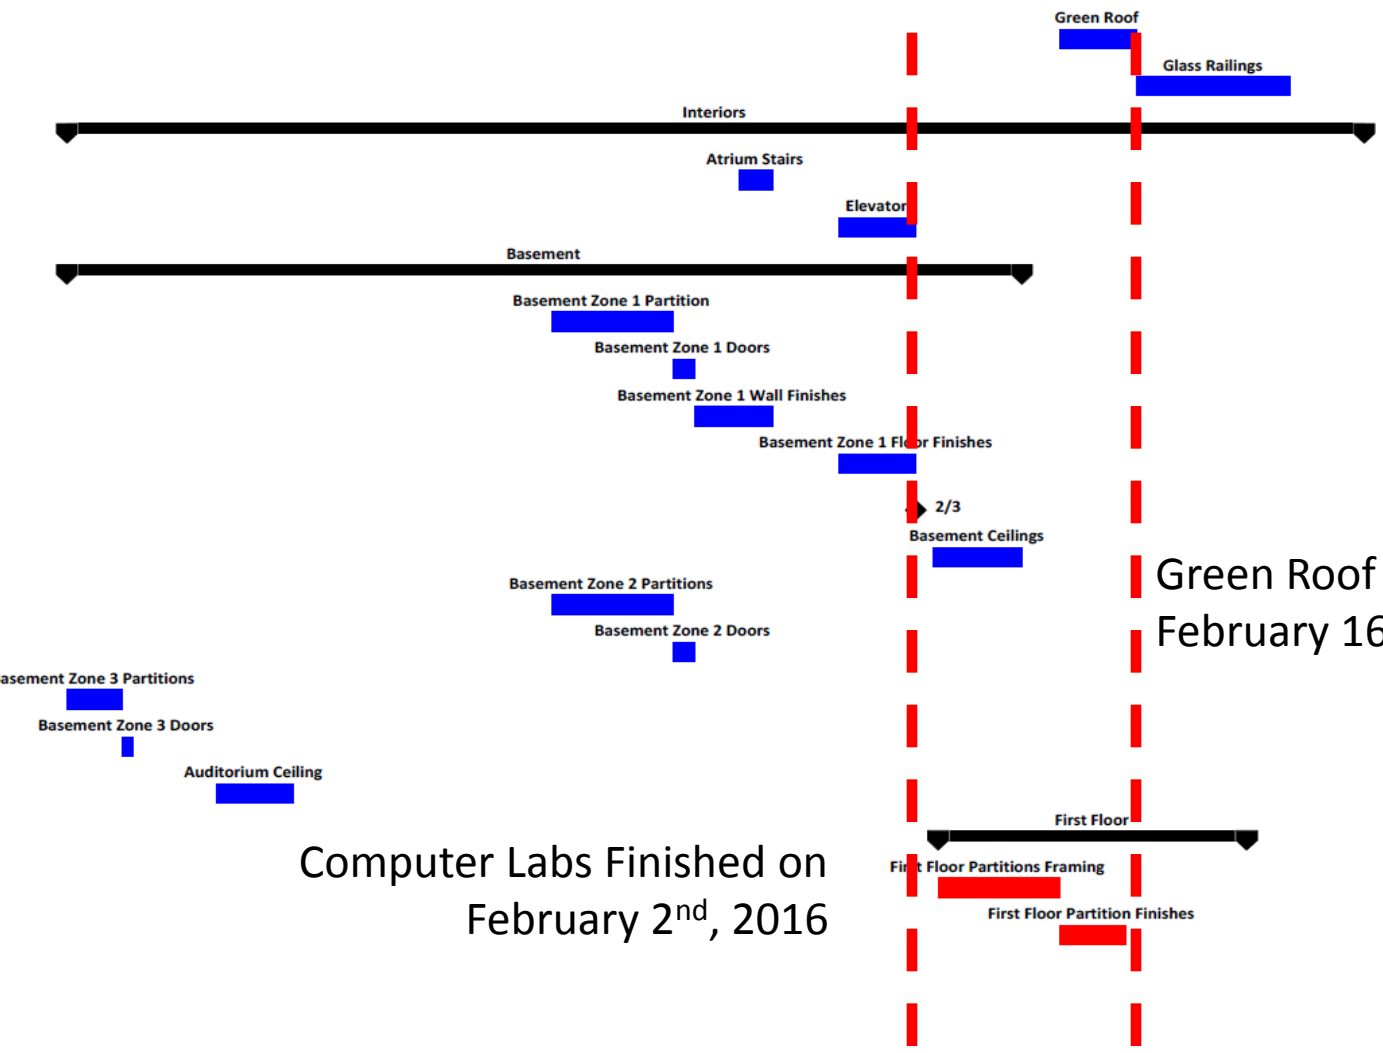 Green Roof
Glass Railings
Interiors
Atrium Stairs
Elevator
Basement
Basement Zone 1 Partition
Basement Zone 1 Doors
Basement Zone 1 Wall Finishes
Basement Zone 1 Floor Finishes
2/3
Basement Ceilings
Green Roof
February 16
Basement Zone 2 Partitions
Basement Zone 2 Doors
Basement Zone 3 Partitions
Basement Zone 3 Doors
Auditorium Ceiling
First Floor
Computer Labs Finished on
February 2nd, 2016
First Floor Partitions Framing
First Floor Partition Finishes